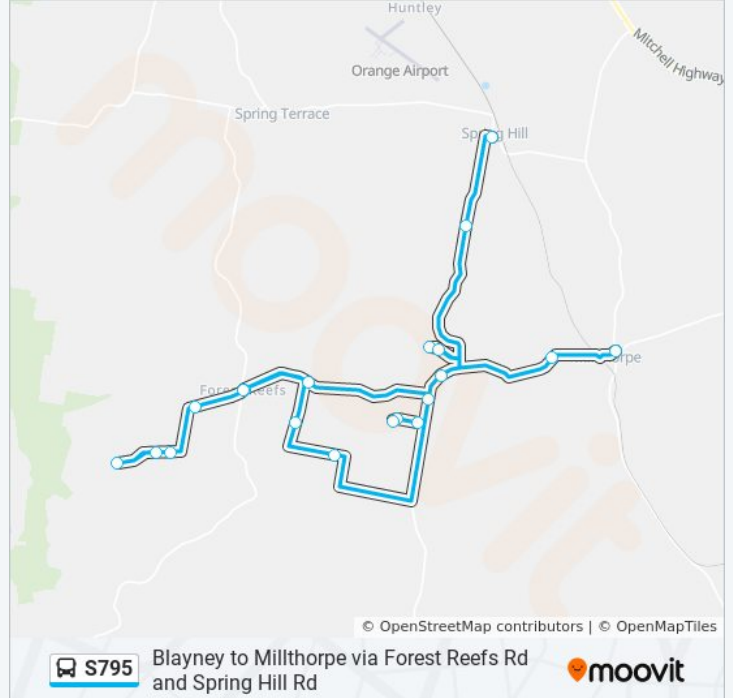 Huntley
Mitchell Highway
Orange Airport
Spring Terrace
Spring Hill
Forest Reefs
moovit
© OpenStreetMap contributors | © OpenMapTiles
S795
Blayney to Millthorpe via Forest Reefs Rd
and Spring Hill Rd
moovit